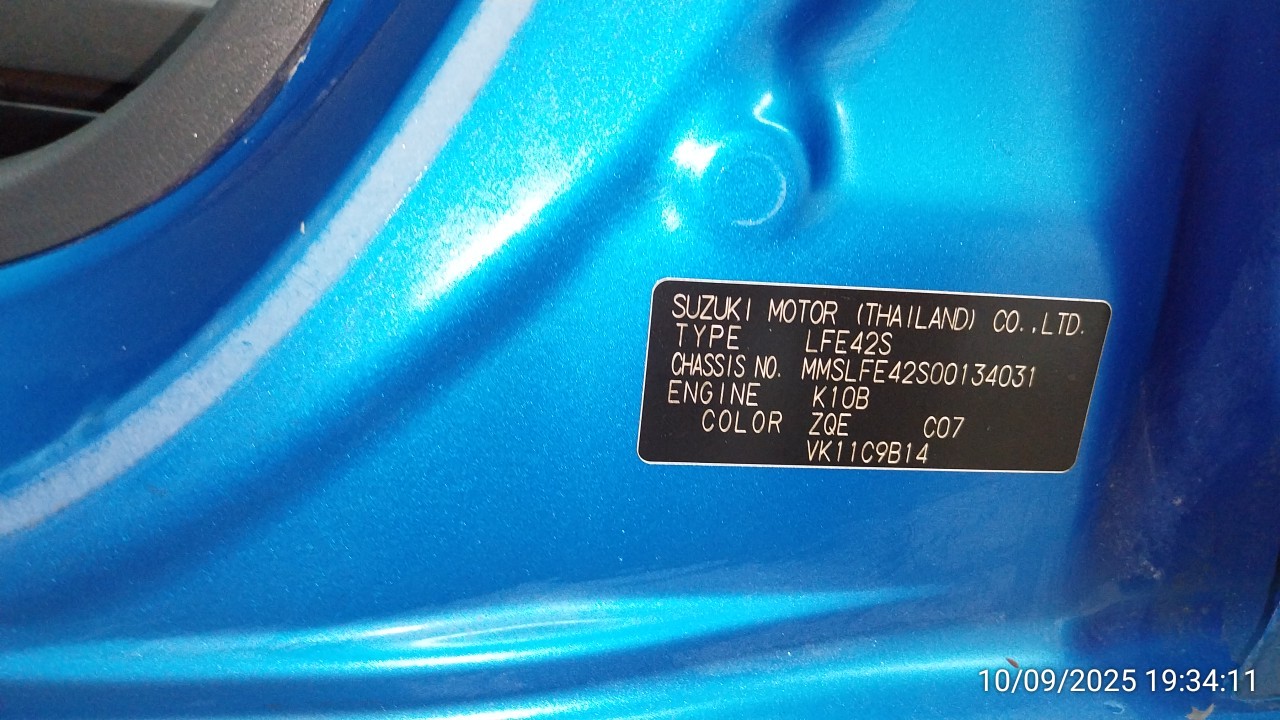 SUZUKI MOTOR (THAILAND) CO.,LTD.
TYPE LFE42S
CHASSIS NO. MMSLFE42S00134031
ENGINE K10B
COLOR ZQE C07
VK11C9B14
10/09/2025 19:34:11